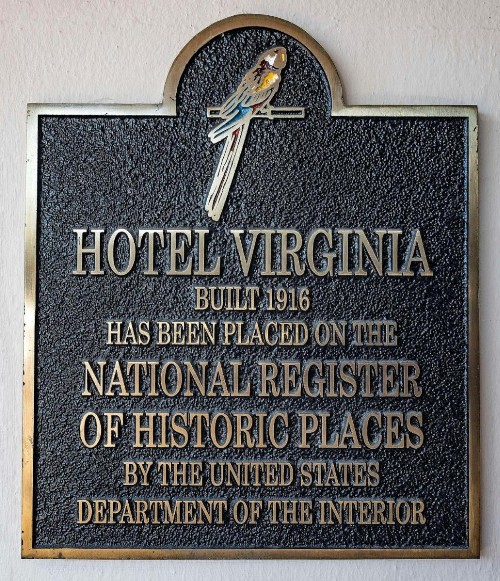 HOTEL VIRGINIA
BUILT 1916
HAS BEEN PLACED ON THE
NATIONAL REGISTER
OF HISTORIC PLACES
BY THE UNITED STATES
DEPARTMENT OF THE INTERIOR